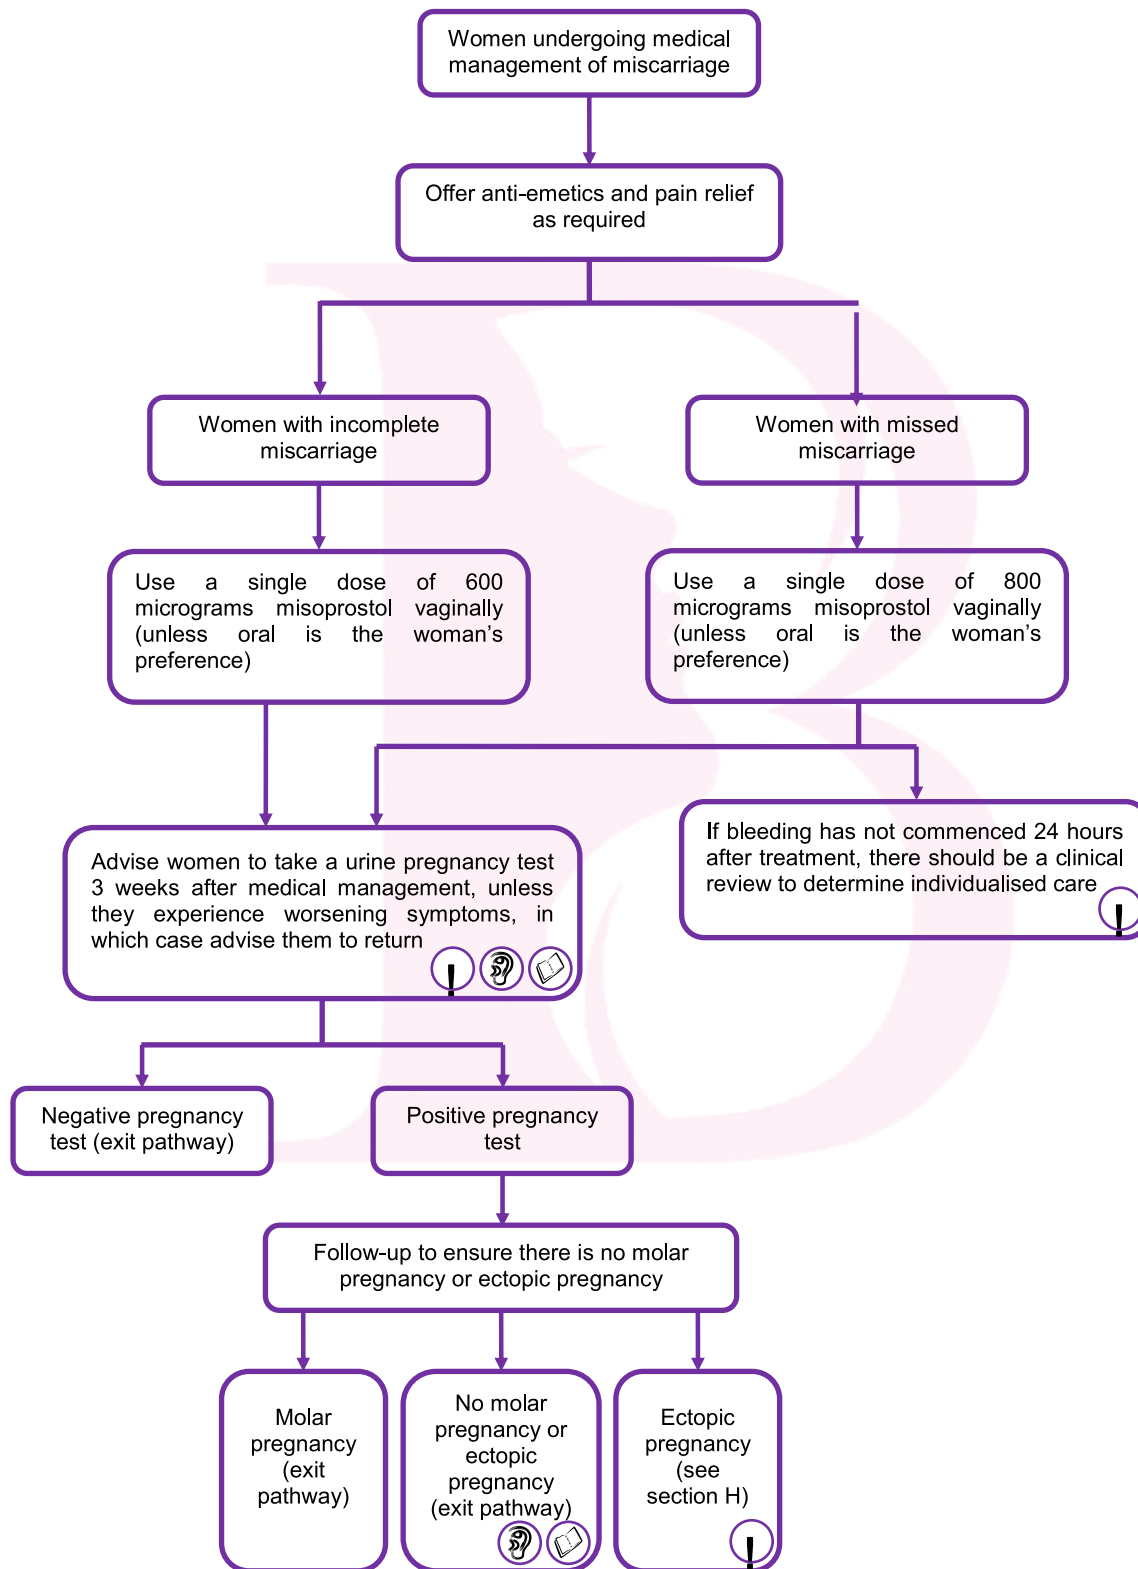 Women undergoing medical
management of miscarriage
Offer anti-emetics and pain relief
as required
Women with incomplete
miscarriage
Women with missed
miscarriage
Use a single dose of 600
micrograms misoprostol vaginally
(unless oral is the woman’s
preference)
Use a single dose of 800
micrograms misoprostol vaginally
(unless oral is the woman’s
preference)
Advise women to take a urine pregnancy test
3 weeks after medical management, unless
they experience worsening symptoms, in
which case advise them to return
!
If bleeding has not commenced 24 hours
after treatment, there should be a clinical
review to determine individualised care
!
Negative pregnancy
test (exit pathway)
Positive pregnancy
test
Follow-up to ensure there is no molar
pregnancy or ectopic pregnancy
Molar
pregnancy
(exit
pathway)
No molar
pregnancy or
ectopic
pregnancy
(exit pathway)
Ectopic
pregnancy
(see
section H)
!